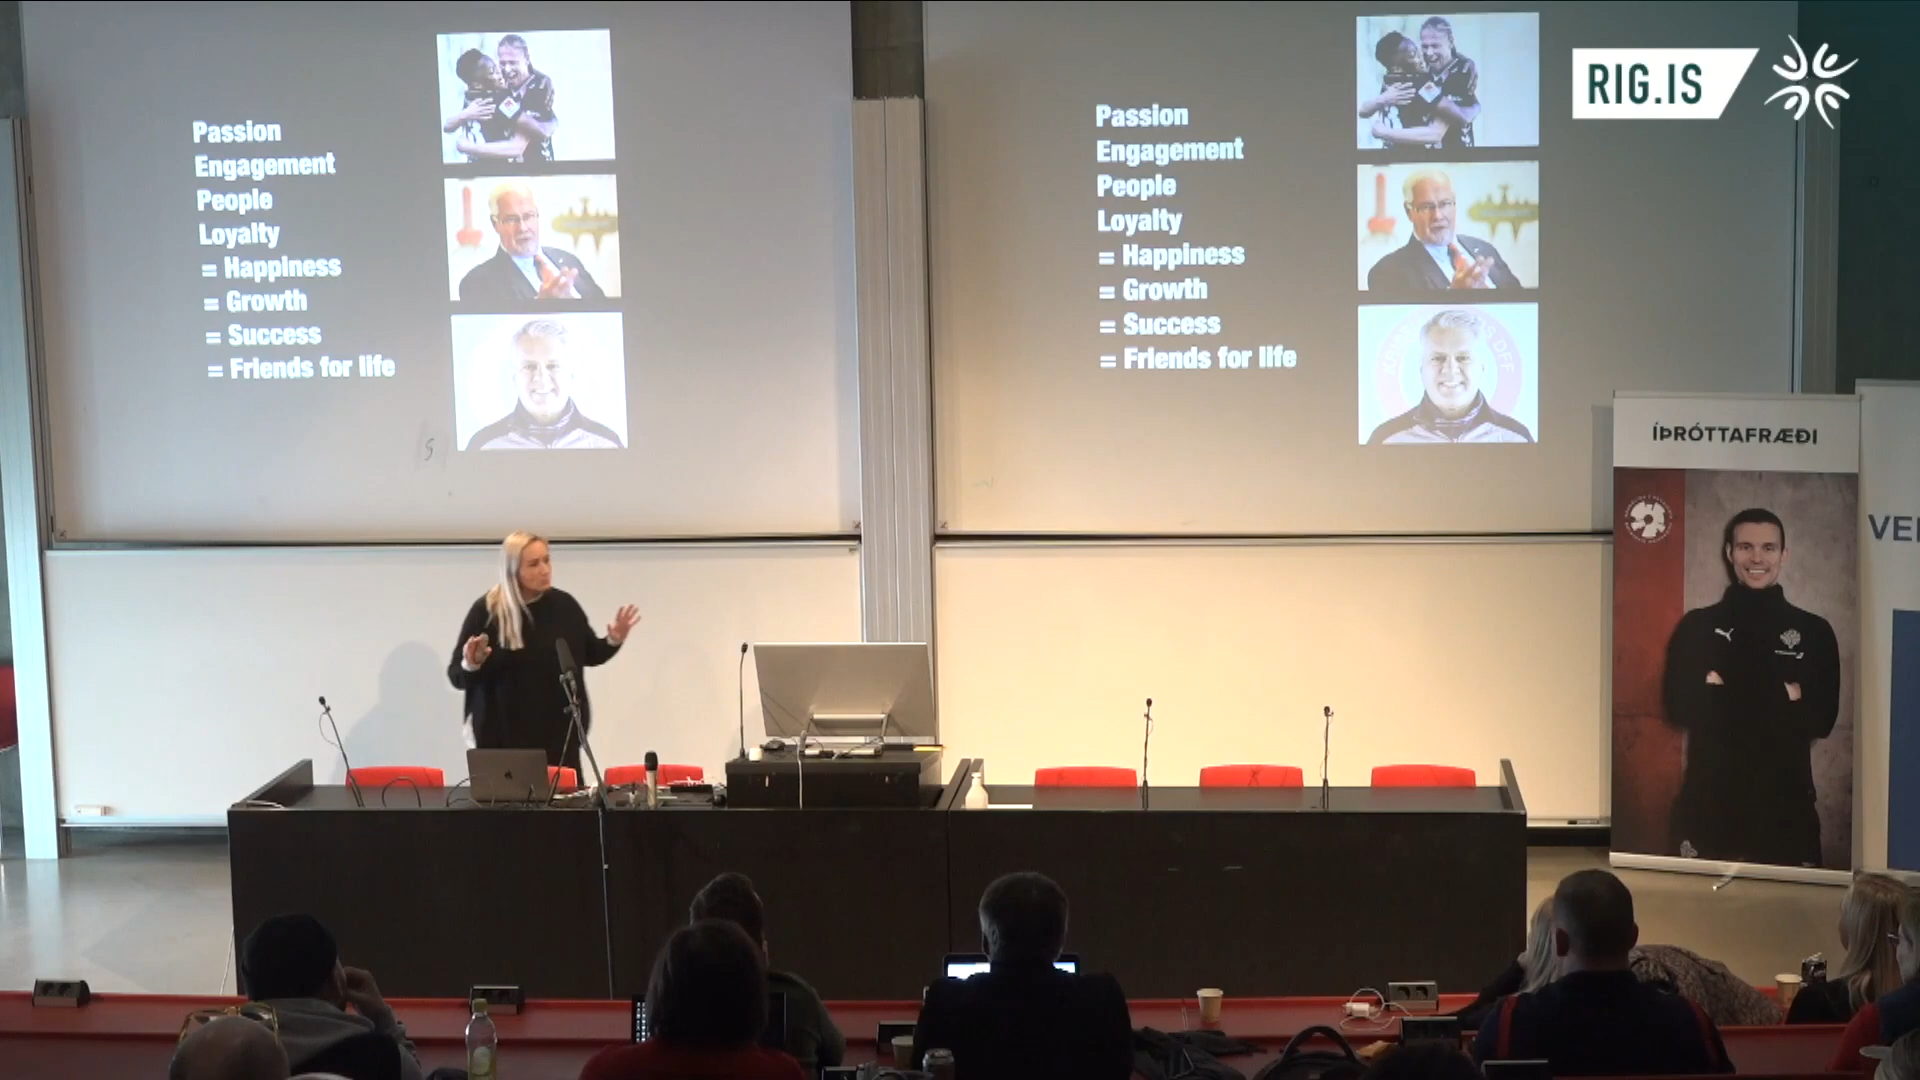 Passion
Engagement
People
Loyalty
= Happiness
= Growth
= Success
= Friends for life
Passion
Engagement
People
Loyalty
= Happiness
= Growth
= Success
= Friends for life
RIG.IS
ÍÞRÓTTAFRÆÐI
VE